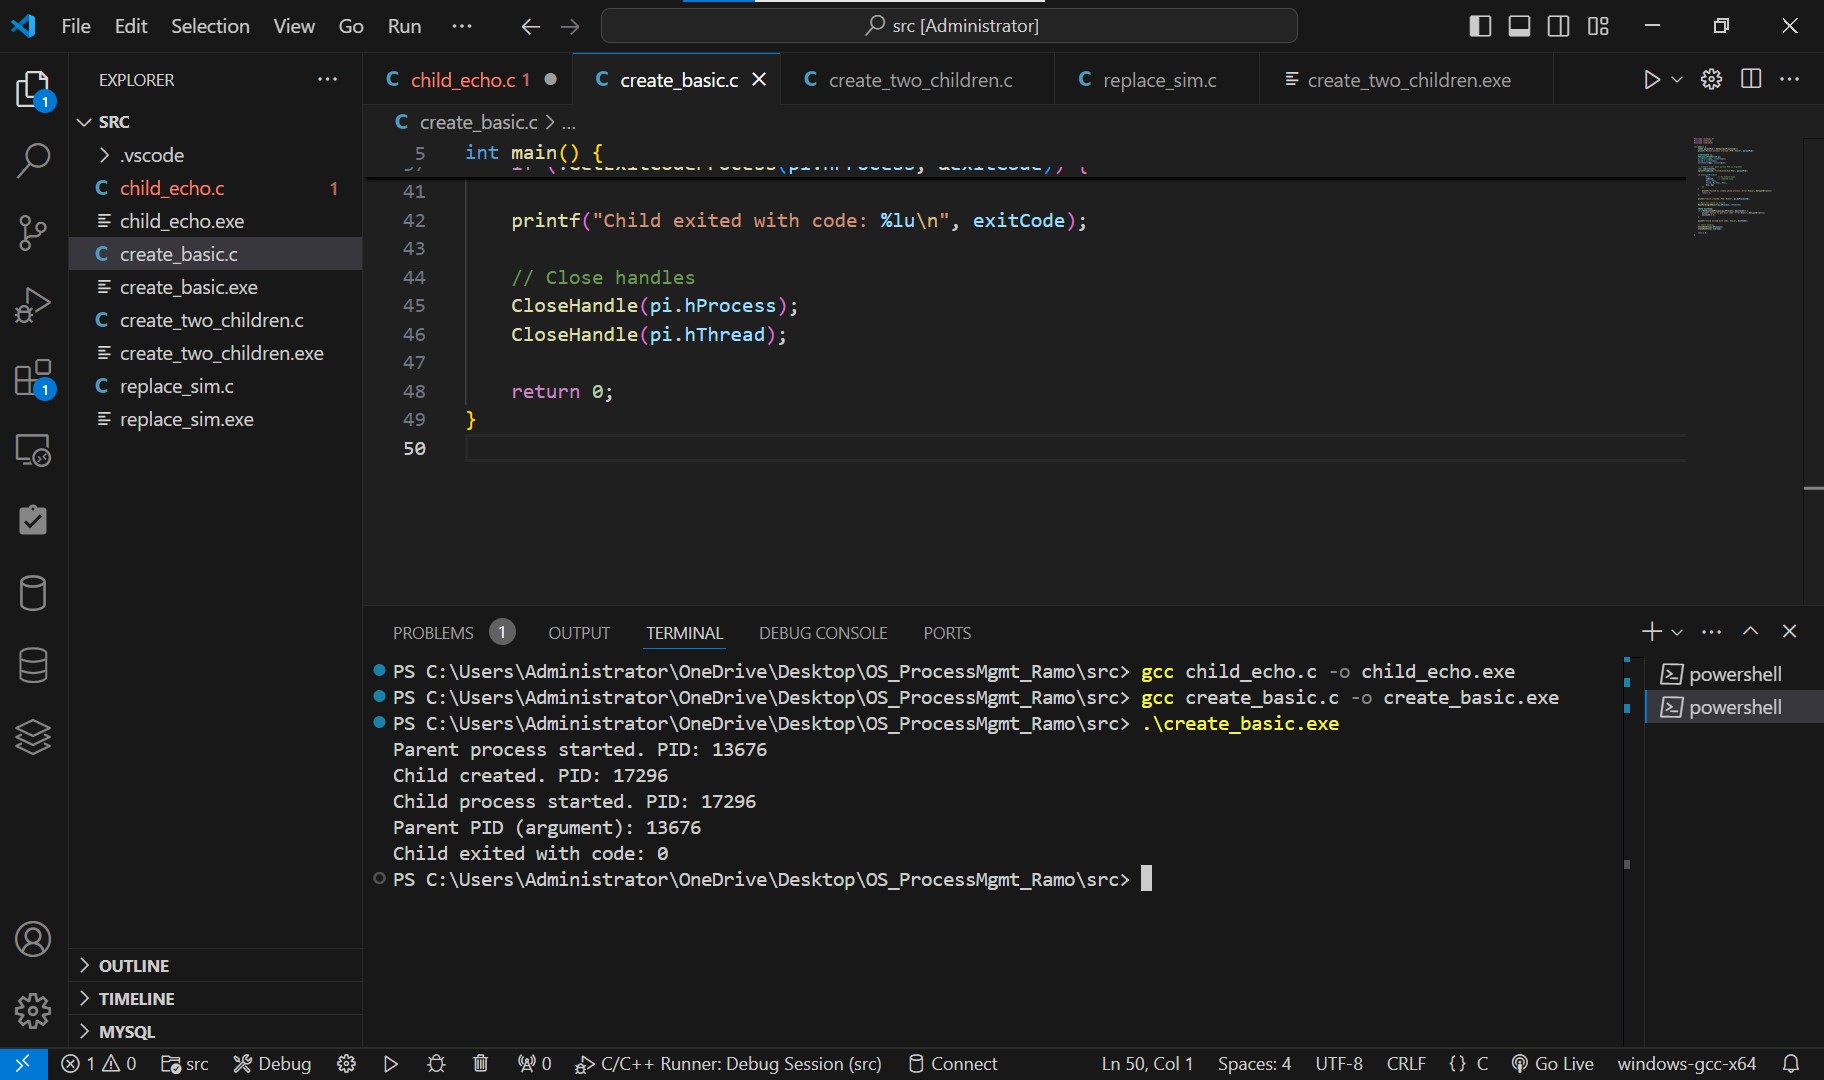 File Edit Selection View Go Run ... src [Administrator]
EXPLORER ...
SRC
.vscode
C child_echo.c 1
child_echo.exe
C create_basic.c
create_basic.exe
C create_two_children.c
create_two_children.exe
C replace_sim.c
replace_sim.exe
OUTLINE
TIMELINE
MYSQL
1
1
C child_echo.c 1
C create_basic.c
C create_two_children.c
C replace_sim.c
create_two_children.exe
C create_basic.c > ...
5 int main() {
41
42 printf("Child exited with code: %lu\n", exitCode);
43
44 // Close handles
45 CloseHandle(pi.hProcess);
46 CloseHandle(pi.hThread);
47
48 return 0;
49 }
50
PROBLEMS 1 OUTPUT TERMINAL DEBUG CONSOLE PORTS
PS C:\Users\Administrator\OneDrive\Desktop\OS_ProcessMgmt_Ramo\src> gcc child_echo.c -o child_echo.exe
PS C:\Users\Administrator\OneDrive\Desktop\OS_ProcessMgmt_Ramo\src> gcc create_basic.c -o create_basic.exe
PS C:\Users\Administrator\OneDrive\Desktop\OS_ProcessMgmt_Ramo\src> .\create_basic.exe
Parent process started. PID: 13676
Child created. PID: 17296
Child process started. PID: 17296
Parent PID (argument): 13676
Child exited with code: 0
PS C:\Users\Administrator\OneDrive\Desktop\OS_ProcessMgmt_Ramo\src>
powershell
powershell
1 0 src Debug 0 C/C++ Runner: Debug Session (src) Connect Ln 50, Col 1 Spaces: 4 UTF-8 CRLF {} C Go Live windows-gcc-x64